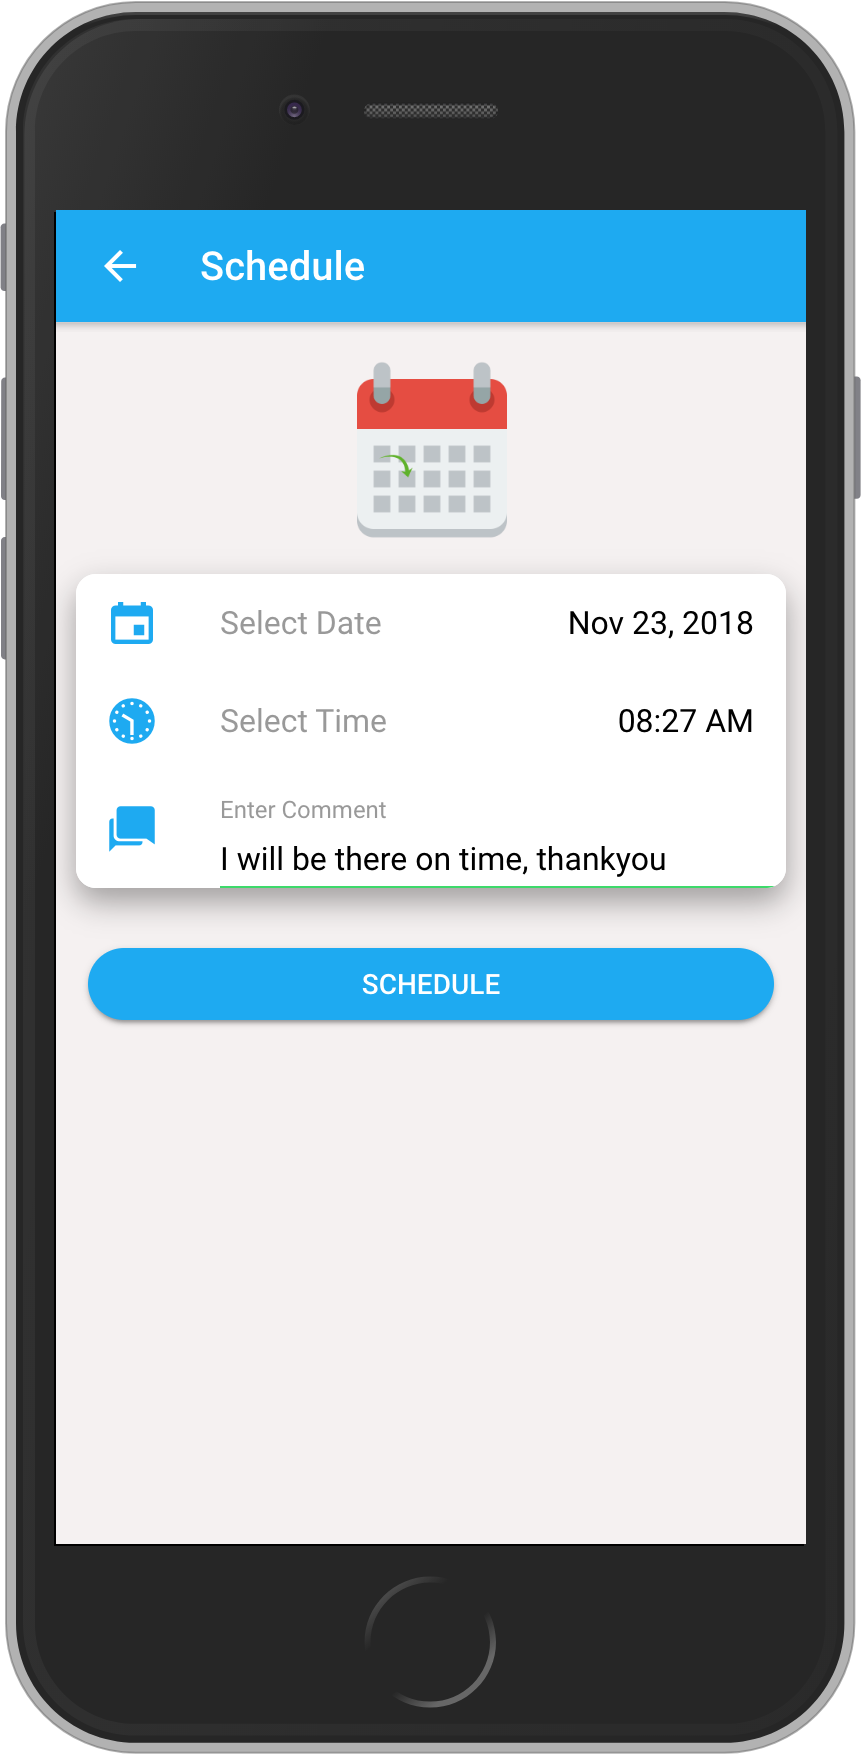 Schedule
Select Date Nov 23, 2018
Select Time 08:27 AM
Enter Comment
I will be there on time, thankyou
SCHEDULE